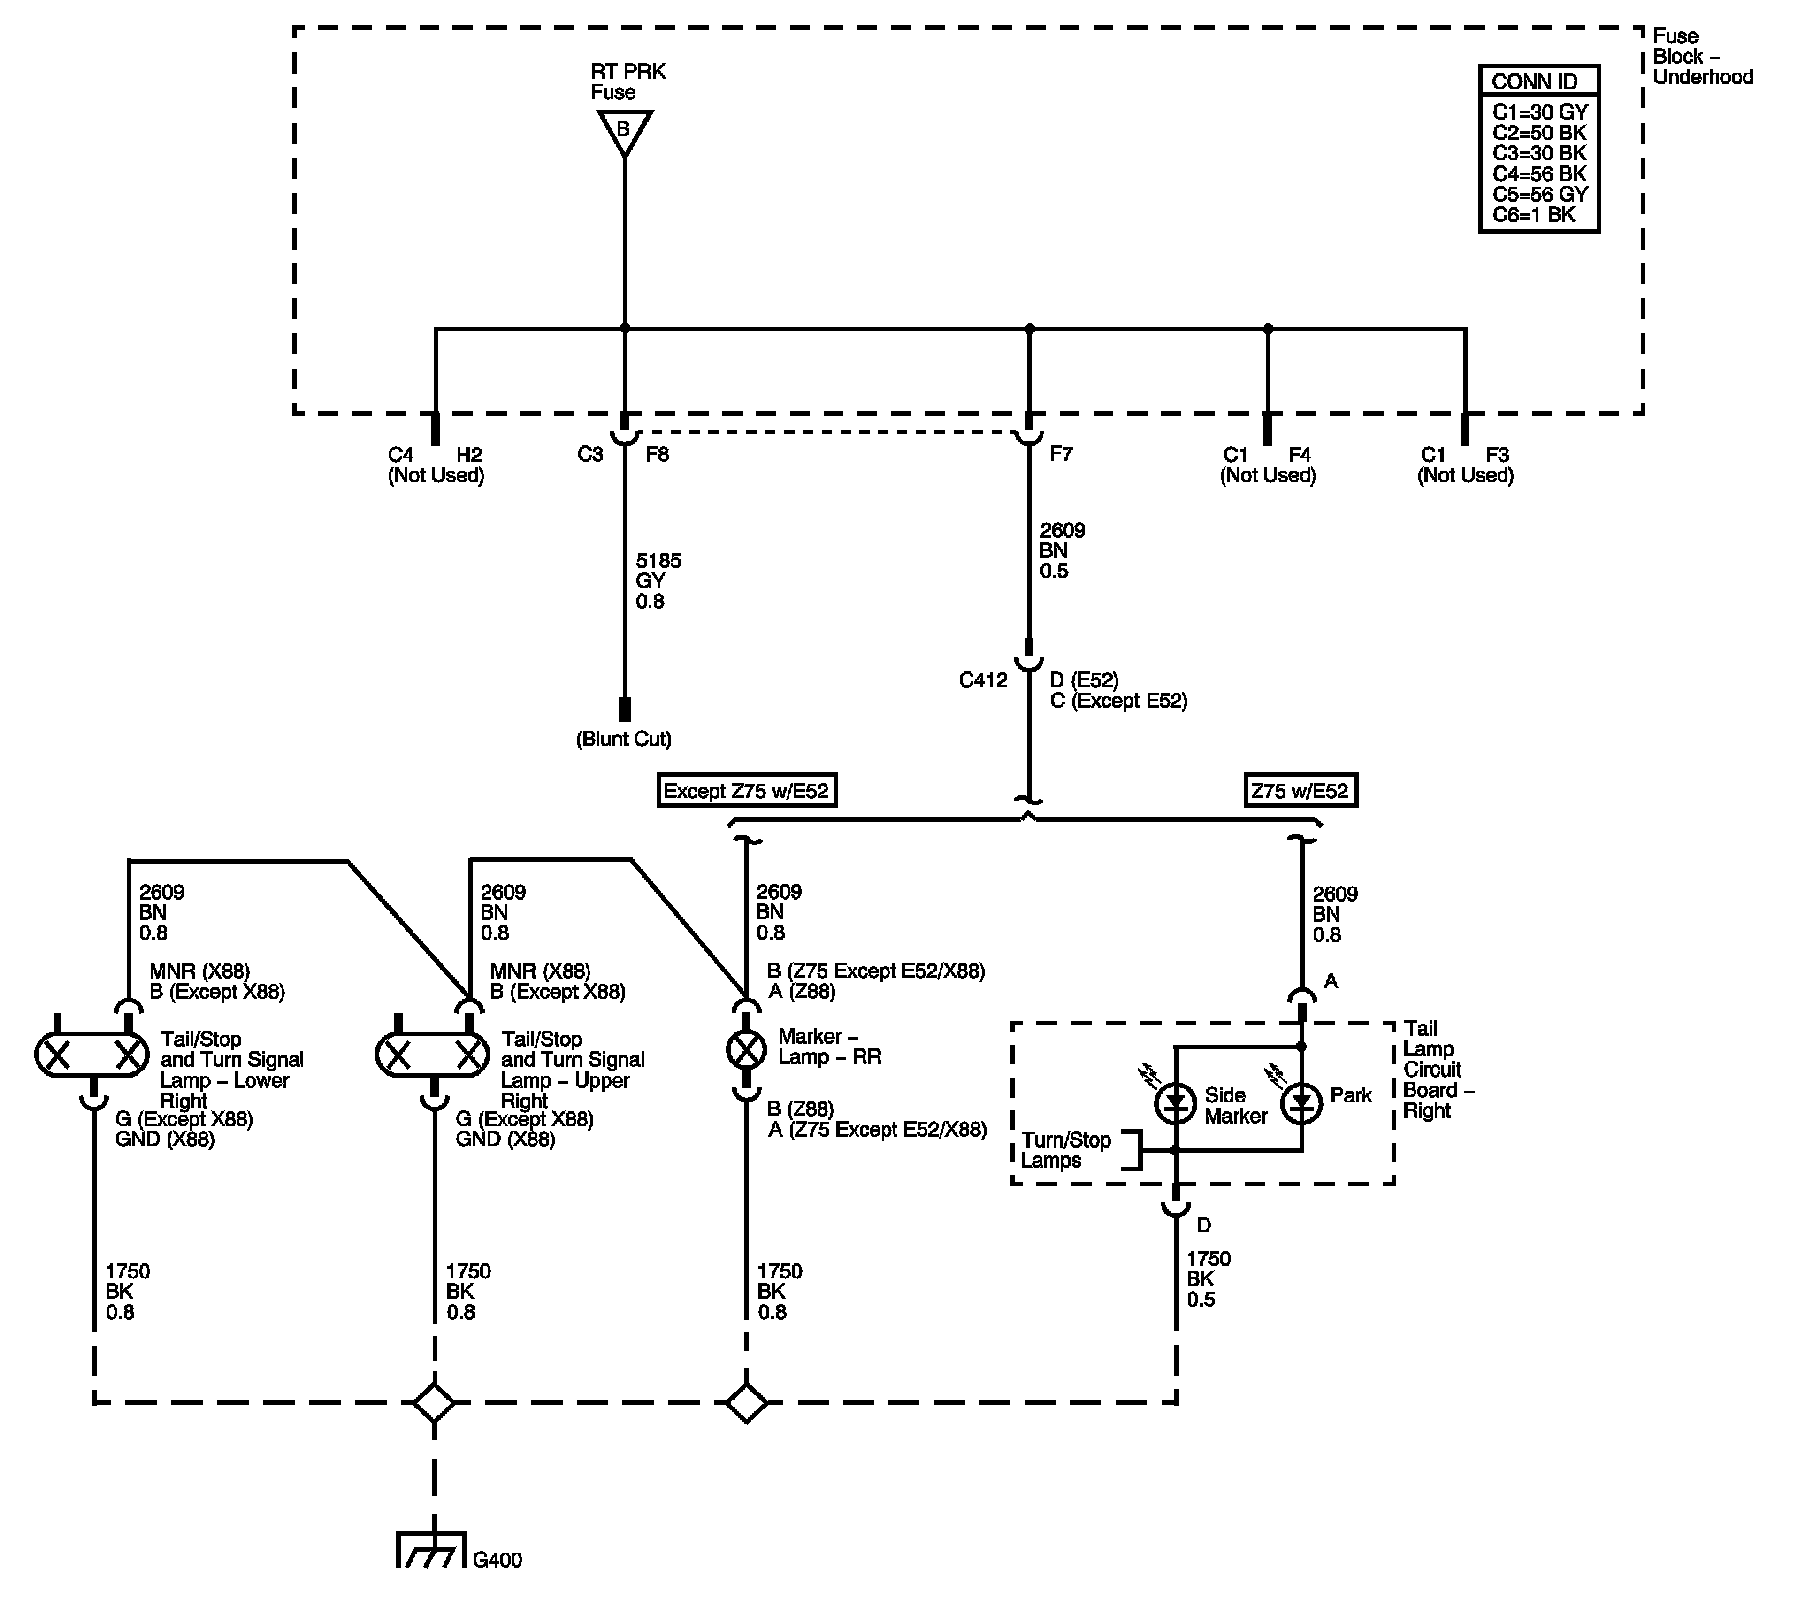 Fuse
Block –
Underhood
RT PRK
Fuse
B
CONN ID
C1=30 GY
C2=50 BK
C3=30 BK
C4=56 BK
C5=56 GY
C6=1 BK
C4 H2
(Not Used)
C3 F8
F7
C1 F4
(Not Used)
C1 F3
(Not Used)
5185
GY
0.8
(Blunt Cut)
2609
BN
0.5
C412
D (E52)
C (Except E52)
Except Z75 w/E52
Z75 w/E52
2609
BN
0.8
2609
BN
0.8
2609
BN
0.8
2609
BN
0.8
MNR (X88)
B (Except X88)
MNR (X88)
B (Except X88)
B (Z75 Except E52/X88)
A (Z88)
A
Tail/Stop
and Turn Signal
Lamp – Lower
Right
G (Except X88)
GND (X88)
Tail/Stop
and Turn Signal
Lamp – Upper
Right
G (Except X88)
GND (X88)
Marker –
Lamp – RR
B (Z88)
A (Z75 Except E52/X88)
Tail
Lamp
Circuit
Board –
Right
Side
Marker
Park
Turn/Stop
Lamps
D
1750
BK
0.8
1750
BK
0.8
1750
BK
0.8
1750
BK
0.5
G400